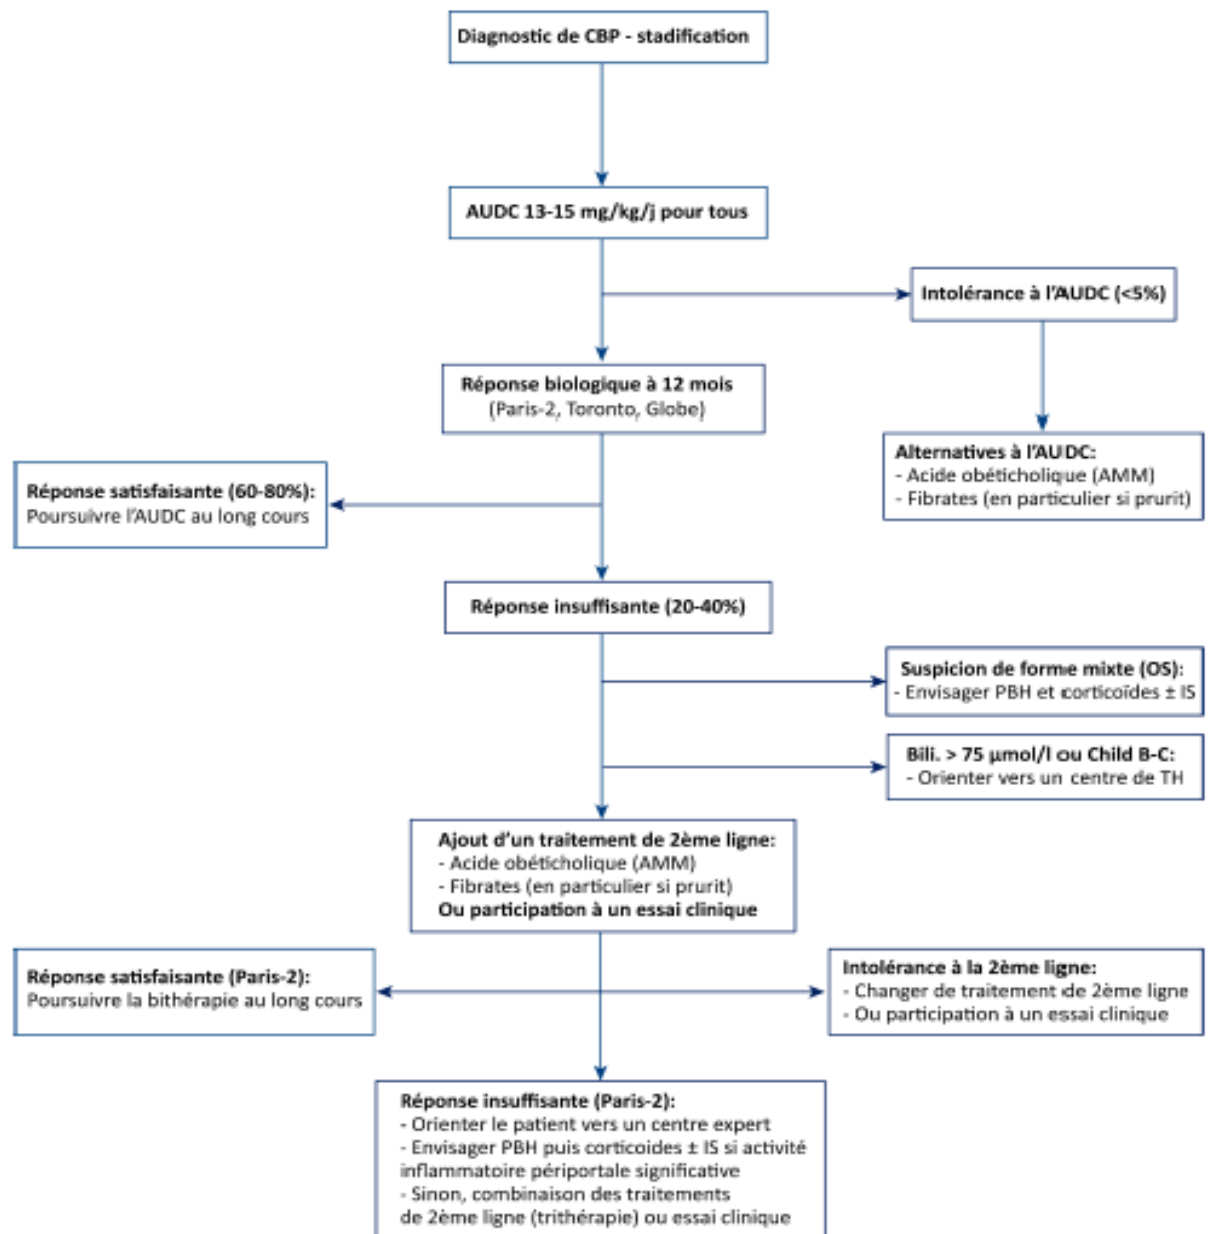 Diagnostic de CBP - stadification
AUDC 13-15 mg/kg/j pour tous
Intolérance à l'AUDC (<5%)
Réponse biologique à 12 mois
(Paris-2, Toronto, Globe)
Alternatives à l'AUDC:
- Acide obéticholique (AMM)
- Fibrates (en particulier si prurit)
Réponse satisfaisante (60-80%):
Poursuivre l'AUDC au long cours
Réponse insuffisante (20-40%)
Suspicion de forme mixte (OS):
- Envisager PBH et corticoïdes ± IS
Bili. > 75 µmol/l ou Child B-C:
- Orienter vers un centre de TH
Ajout d'un traitement de 2ème ligne:
- Acide obéticholique (AMM)
- Fibrates (en particulier si prurit)
Ou participation à un essai clinique
Réponse satisfaisante (Paris-2):
Poursuivre la bithérapie au long cours
Intolérance à la 2ème ligne:
- Changer de traitement de 2ème ligne
- Ou participation à un essai clinique
Réponse insuffisante (Paris-2):
- Orienter le patient vers un centre expert
- Envisager PBH puis corticoides ± IS si activité
inflammatoire périportale significative
- Sinon, combinaison des traitements
de 2ème ligne (trithérapie) ou essai clinique